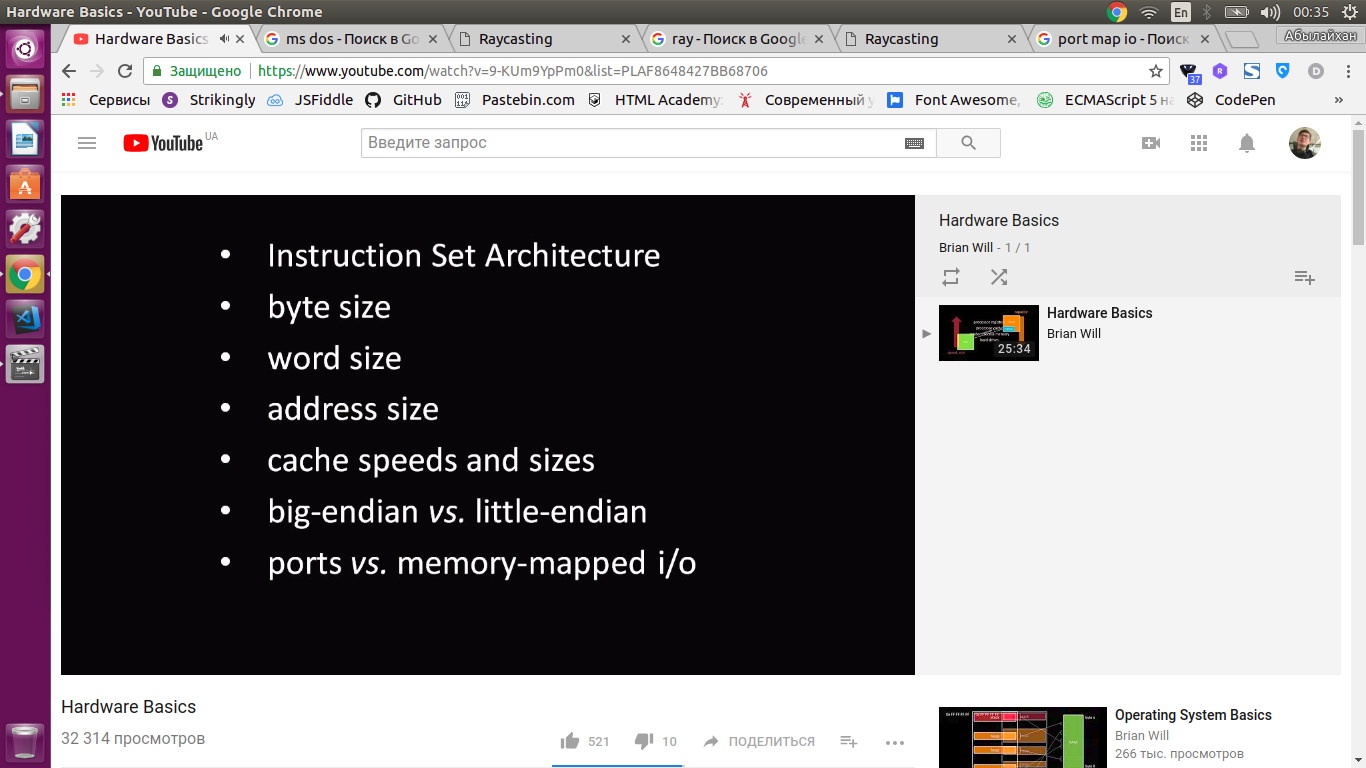 Hardware Basics - YouTube - Google Chrome
En
00:35
Hardware Basics
ms dos - Поиск в Go
Raycasting
ray - Поиск в Google
Raycasting
port map io - Поиск
Абылайхан
Защищено
https://www.youtube.com/watch?v=9-KUm9YpPm0&list=PLAF8648427BB68706
37
R
S
D
Сервисы
Strikingly
JSFiddle
GitHub
Pastebin.com
HTML Academy:
Современный у
Font Awesome,
ECMAScript 5 на
CodePen
»
YouTube UA
Введите запрос
• Instruction Set Architecture
• byte size
• word size
• address size
• cache speeds and sizes
• big-endian vs. little-endian
• ports vs. memory-mapped i/o
Hardware Basics
Brian Will - 1 / 1
Hardware Basics
Brian Will
25:34
Hardware Basics
32 314 просмотров
521
10
ПОДЕЛИТЬСЯ
Operating System Basics
Brian Will
266 тыс. просмотров